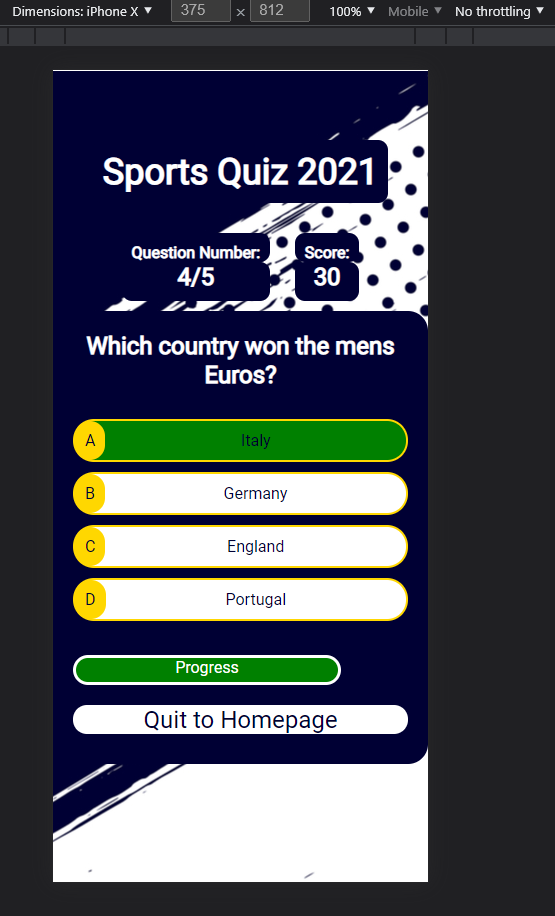 Dimensions: iPhone X ▼ 375 × 812 100% ▼ Mobile ▼ No throttling ▼
Sports Quiz 2021
Question Number: Score:
4/5 30
Which country won the mens
Euros?
A Italy
B Germany
C England
D Portugal
Progress
Quit to Homepage